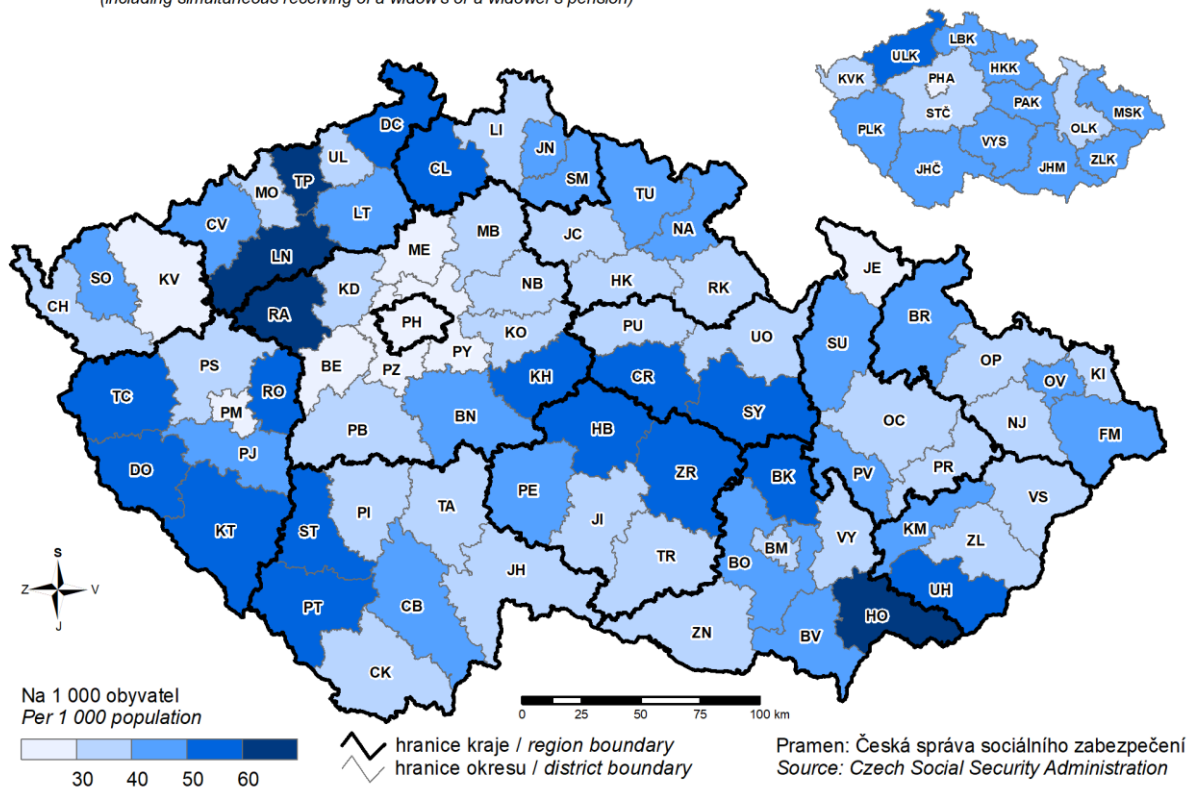 (including simultaneous receiving of a widow's or a widower's pension)
LBK
ULK
KVK
PHA
HKK
STČ
PAK
MSK
PLK
OLK
VYS
ZLK
JHČ
JHM
DC
LI
UL
JN
TP
CL
MO
SM
TU
CV
LT
NA
MB
JC
ME
LN
JE
SO
KV
KD
NB
HK
RK
CH
RA
PH
BR
PU
KO
UO
SU
PS
BE
PZ
PY
OP
KI
TC
RO
KH
CR
OV
PM
BN
SY
PB
HB
OC
NJ
FM
DO
PJ
ZR
PV
PR
BK
VS
PE
KT
ST
PI
TA
JI
KM
VY
ZL
BO
BM
TR
JH
S
Z
V
J
PT
CB
UH
HO
ZN
BV
CK
Na 1 000 obyvatel
Per 1 000 population
30 40 50 60
0 25 50 75 100 km
hranice kraje / region boundary
hranice okresu / district boundary
Pramen: Česká správa sociálního zabezpečení
Source: Czech Social Security Administration